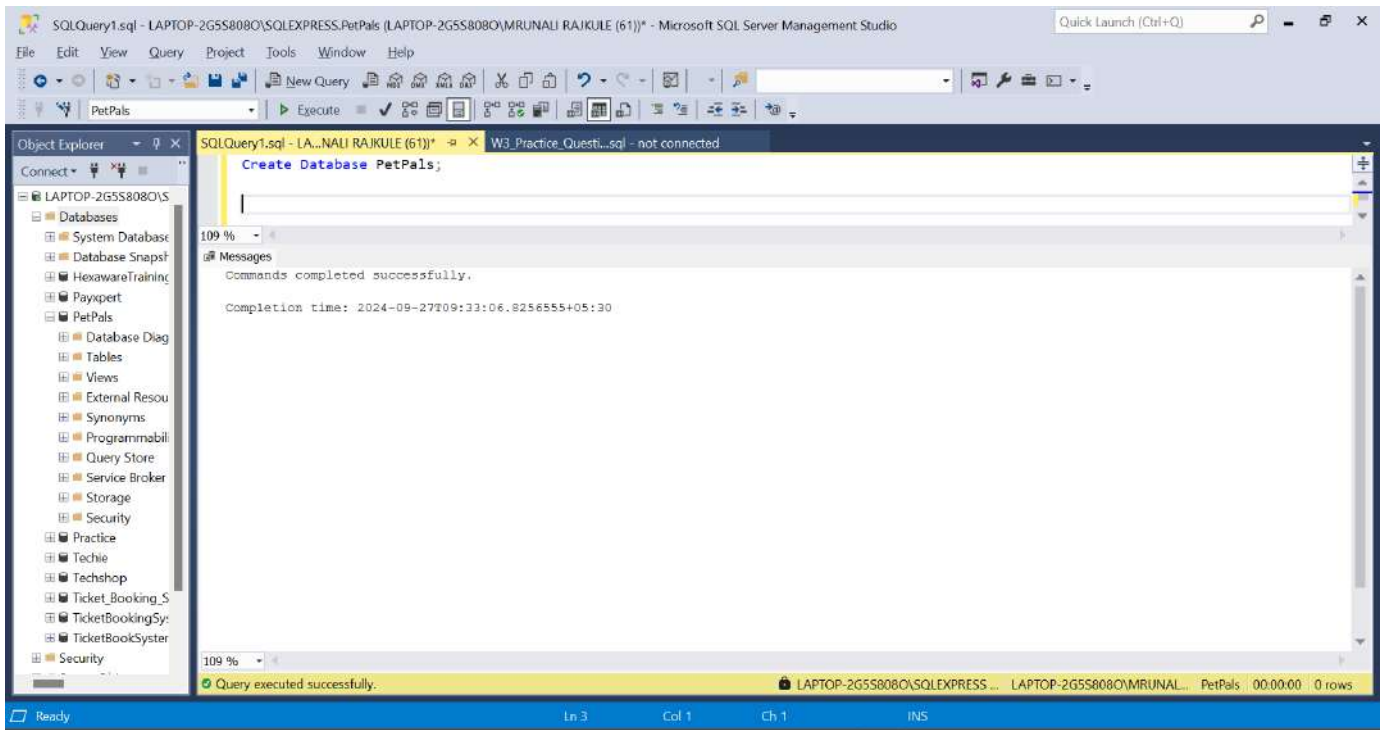 SQLQuery1.sql - LAPTOP-2G5S808O\SQLEXPRESS.PetPals (LAPTOP-2G5S808O\MRUNALI RAJKULE (61))* - Microsoft SQL Server Management Studio
Quick Launch (Ctrl+Q)
File Edit View Query Project Tools Window Help
New Query
PetPals
Execute
Object Explorer
SQLQuery1.sql - LA...NALI RAJKULE (61))*
W3_Practice_Questi...sql - not connected
Connect
Create Database PetPals;
LAPTOP-2G5S808O\S
Databases
System Database
Database Snapsh
HexawareTraining
Payxpert
PetPals
Database Diag
Tables
Views
External Resou
Synonyms
Programmabili
Query Store
Service Broker
Storage
Security
Practice
Techie
Techshop
Ticket_Booking_S
TicketBookingSys
TicketBookSyster
Security
109 %
Messages
Commands completed successfully.
Completion time: 2024-09-27T09:33:06.8256555+05:30
109 %
Query executed successfully.
LAPTOP-2G5S808O\SQLEXPRESS ...
LAPTOP-2G5S808O\MRUNAL...
PetPals
00:00:00
0 rows
Ready
Ln 3
Col 1
Ch 1
INS